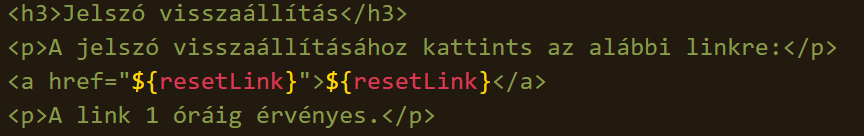 <h3>Jelszó visszaállítás</h3>
<p>A jelszó visszaállításához kattints az alábbi linkre:</p>
<a href="${resetLink}">${resetLink}</a>
<p>A link 1 óráig érvényes.</p>